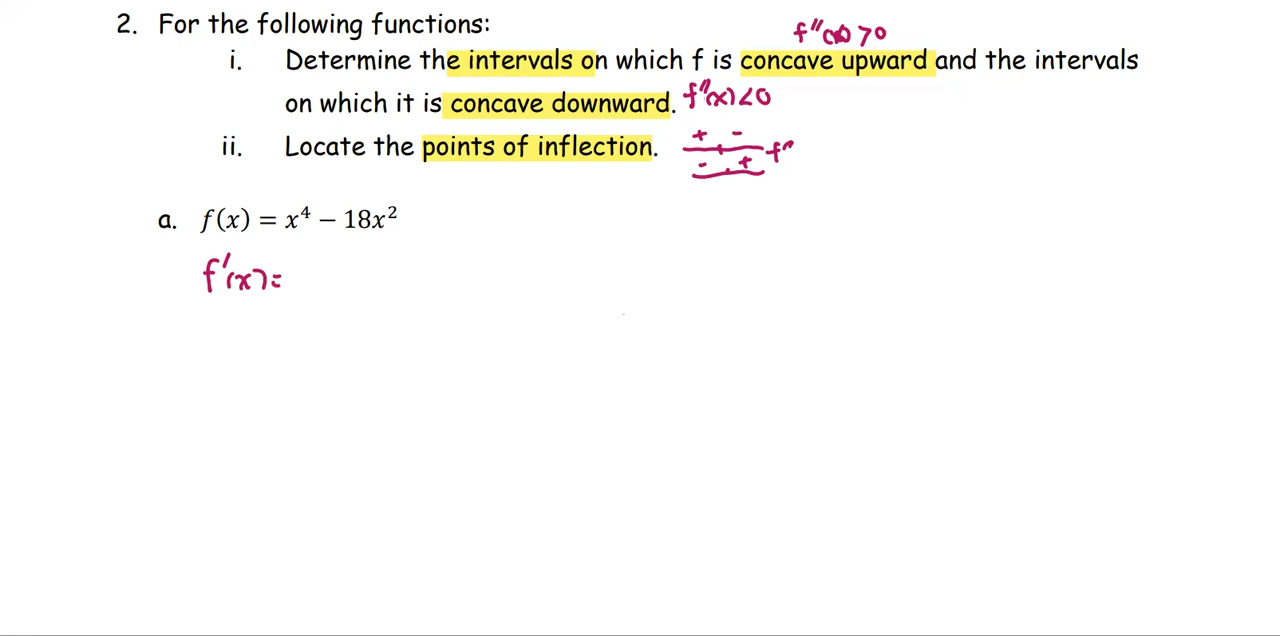 2. For the following functions:
f''(x) > 0
i. Determine the intervals on which f is concave upward and the intervals
on which it is concave downward. f''(x) < 0
ii. Locate the points of inflection. + - f''
- +
a. f(x) = x⁴ − 18x²
f'(x) =